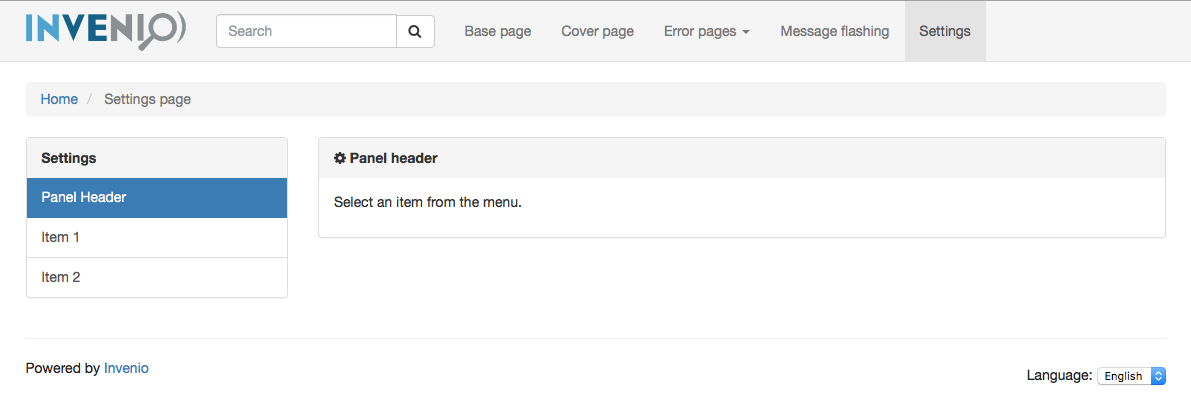 INVENIO
Search
Base page
Cover page
Error pages
Message flashing
Settings
Home / Settings page
Settings
Panel Header
Item 1
Item 2
Panel header
Select an item from the menu.
Powered by Invenio
Language: English